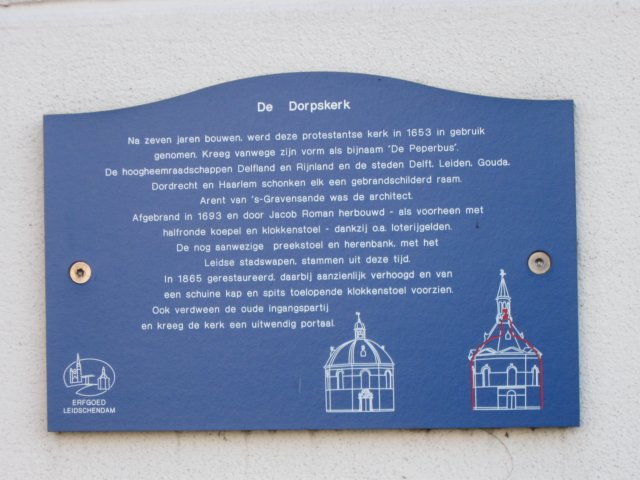 De Dorpskerk
Na zeven jaren bouwen, werd deze protestantse kerk in 1653 in gebruik
genomen. Kreeg vanwege zijn vorm als bijnaam 'De Peperbus'.
De hoogheemraadschappen Delfland en Rijnland en de steden Delft, Leiden, Gouda,
Dordrecht en Haarlem schonken elk een gebrandschilderd raam.
Arent van 's-Gravensande was de architect.
Afgebrand in 1693 en door Jacob Roman herbouwd - als voorheen met
halfronde koepel en klokkenstoel - dankzij o.a. loterijgelden.
De nog aanwezige preekstoel en herenbank, met het
Leidse stadswapen, stammen uit deze tijd.
In 1865 gerestaureerd, daarbij aanzienlijk verhoogd en van
een schuine kap en spits toelopende klokkenstoel voorzien.
Ook verdween de oude ingangspartij
en kreeg de kerk een uitwendig portaal.
ERFGOED
LEIDSCHENDAM